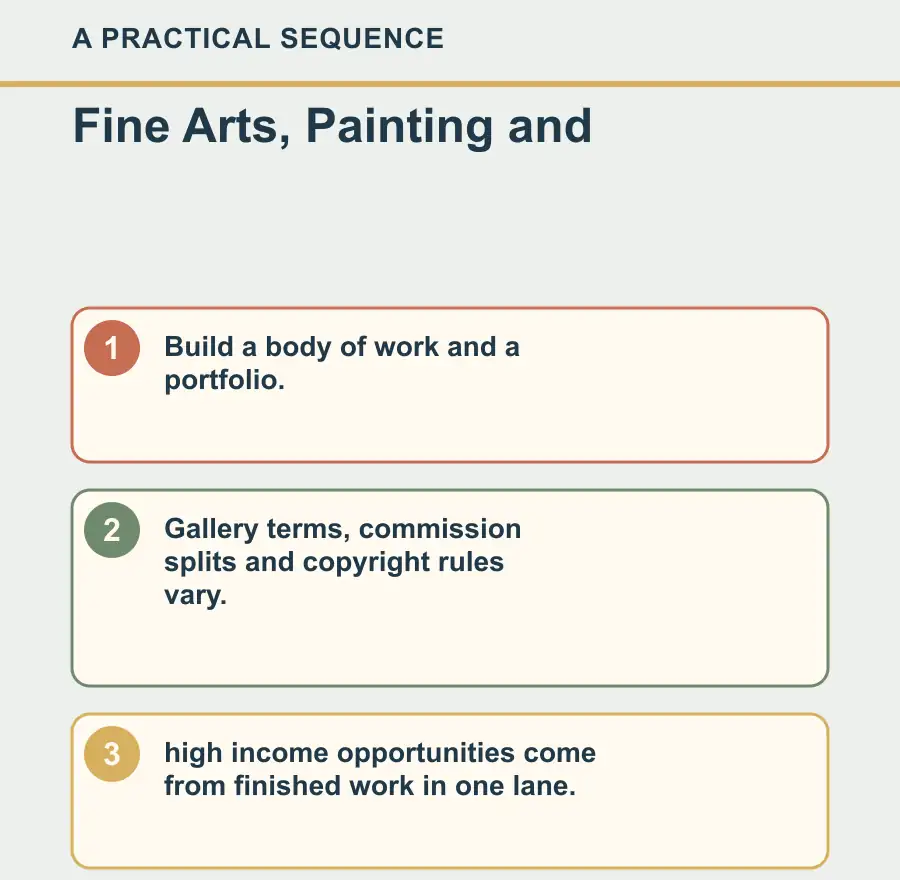 A PRACTICAL SEQUENCE
Fine Arts, Painting and
1
Build a body of work and a
portfolio.
2
Gallery terms, commission
splits and copyright rules
vary.
3
high income opportunities come
from finished work in one lane.